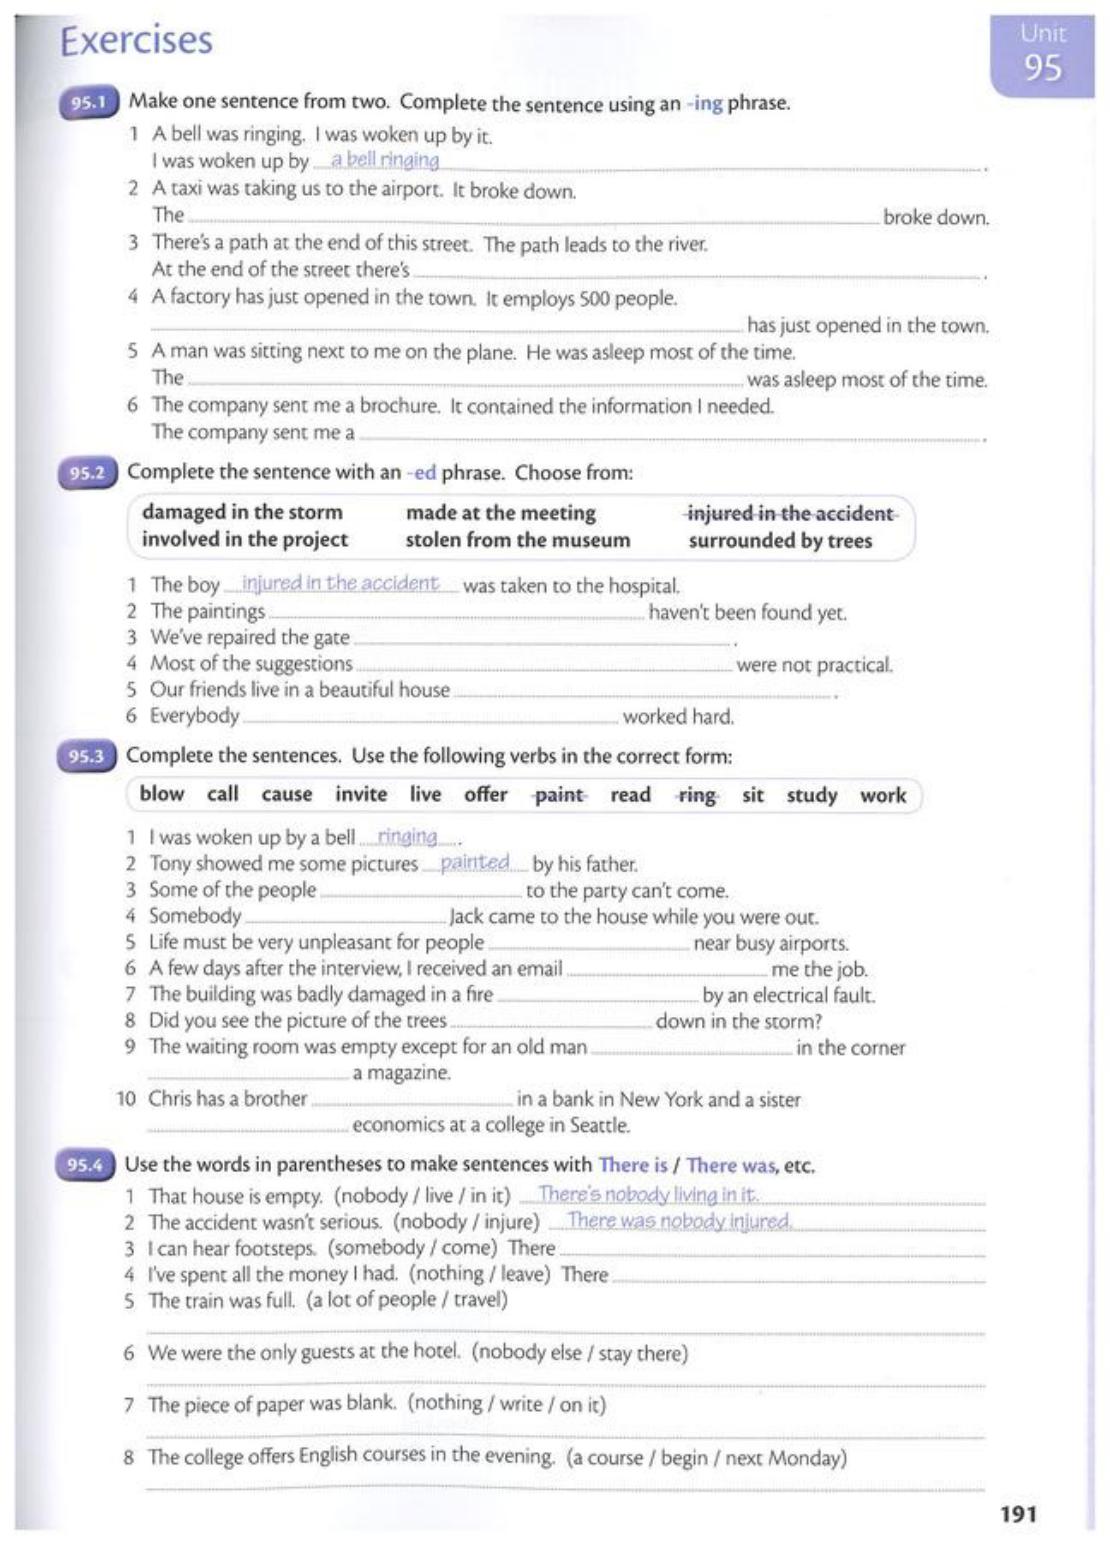 Exercises
Unit
95
95.1 Make one sentence from two. Complete the sentence using an -ing phrase.
1 A bell was ringing. I was woken up by it.
I was woken up by a bell ringing.
2 A taxi was taking us to the airport. It broke down.
The broke down.
3 There's a path at the end of this street. The path leads to the river.
At the end of the street there's .
4 A factory has just opened in the town. It employs 500 people.
has just opened in the town.
5 A man was sitting next to me on the plane. He was asleep most of the time.
The was asleep most of the time.
6 The company sent me a brochure. It contained the information I needed.
The company sent me a .
95.2 Complete the sentence with an -ed phrase. Choose from:
damaged in the storm made at the meeting injured in the accident
involved in the project stolen from the museum surrounded by trees
1 The boy injured in the accident was taken to the hospital.
2 The paintings haven't been found yet.
3 We've repaired the gate .
4 Most of the suggestions were not practical.
5 Our friends live in a beautiful house .
6 Everybody worked hard.
95.3 Complete the sentences. Use the following verbs in the correct form:
blow call cause invite live offer paint read ring sit study work
1 I was woken up by a bell ringing .
2 Tony showed me some pictures painted by his father.
3 Some of the people to the party can't come.
4 Somebody Jack came to the house while you were out.
5 Life must be very unpleasant for people near busy airports.
6 A few days after the interview, I received an email me the job.
7 The building was badly damaged in a fire by an electrical fault.
8 Did you see the picture of the trees down in the storm?
9 The waiting room was empty except for an old man in the corner
a magazine.
10 Chris has a brother in a bank in New York and a sister
economics at a college in Seattle.
95.4 Use the words in parentheses to make sentences with There is / There was, etc.
1 That house is empty. (nobody / live / in it) There's nobody living in it.
2 The accident wasn't serious. (nobody / injure) There was nobody injured.
3 I can hear footsteps. (somebody / come) There
4 I've spent all the money I had. (nothing / leave) There
5 The train was full. (a lot of people / travel)
6 We were the only guests at the hotel. (nobody else / stay there)
7 The piece of paper was blank. (nothing / write / on it)
8 The college offers English courses in the evening. (a course / begin / next Monday)
191